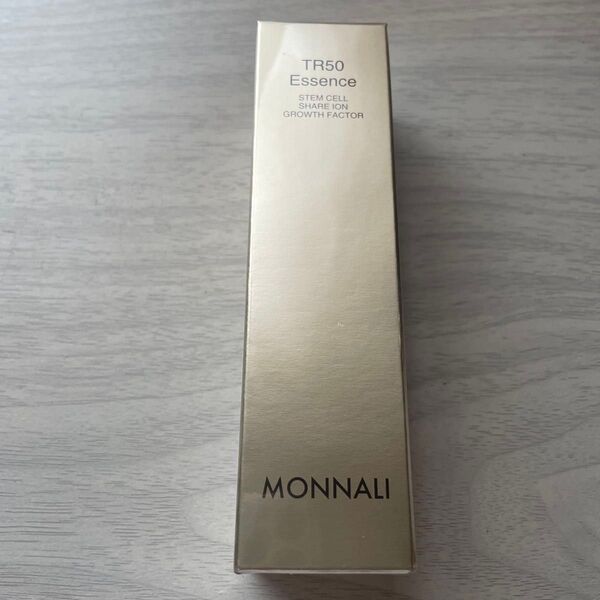 TR50
Essence
STEM CELL
SHARE ION
GROWTH FACTOR
MONNALI